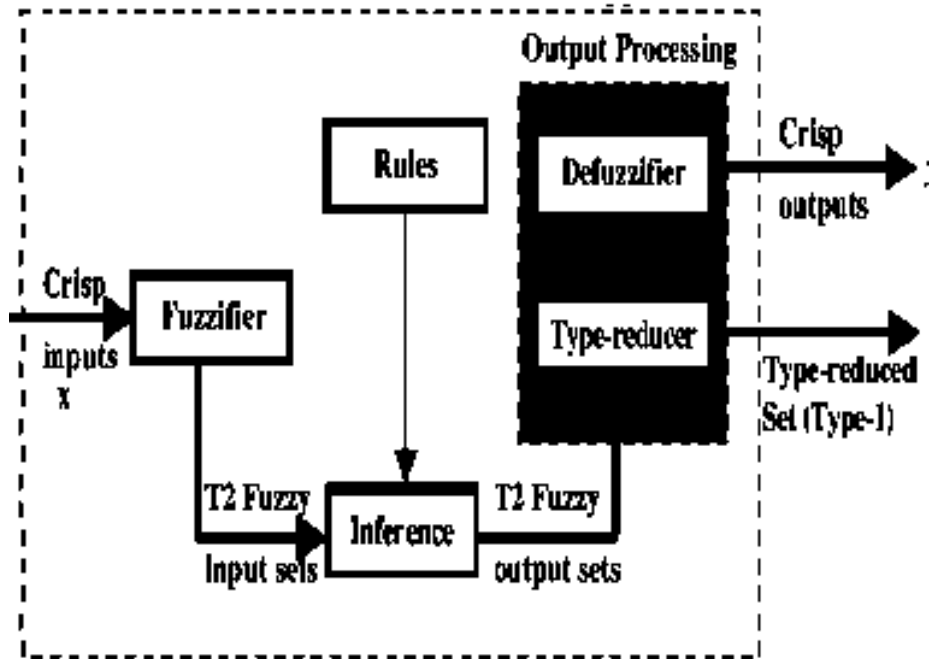 Output Processing
Crisp
outputs
Rules
Defuzzifier
Crisp
inputs
x
Fuzzifier
Type-reducer
Type-reduced
Set (Type-1)
T2 Fuzzy
Input sets
Inference
T2 Fuzzy
output sets